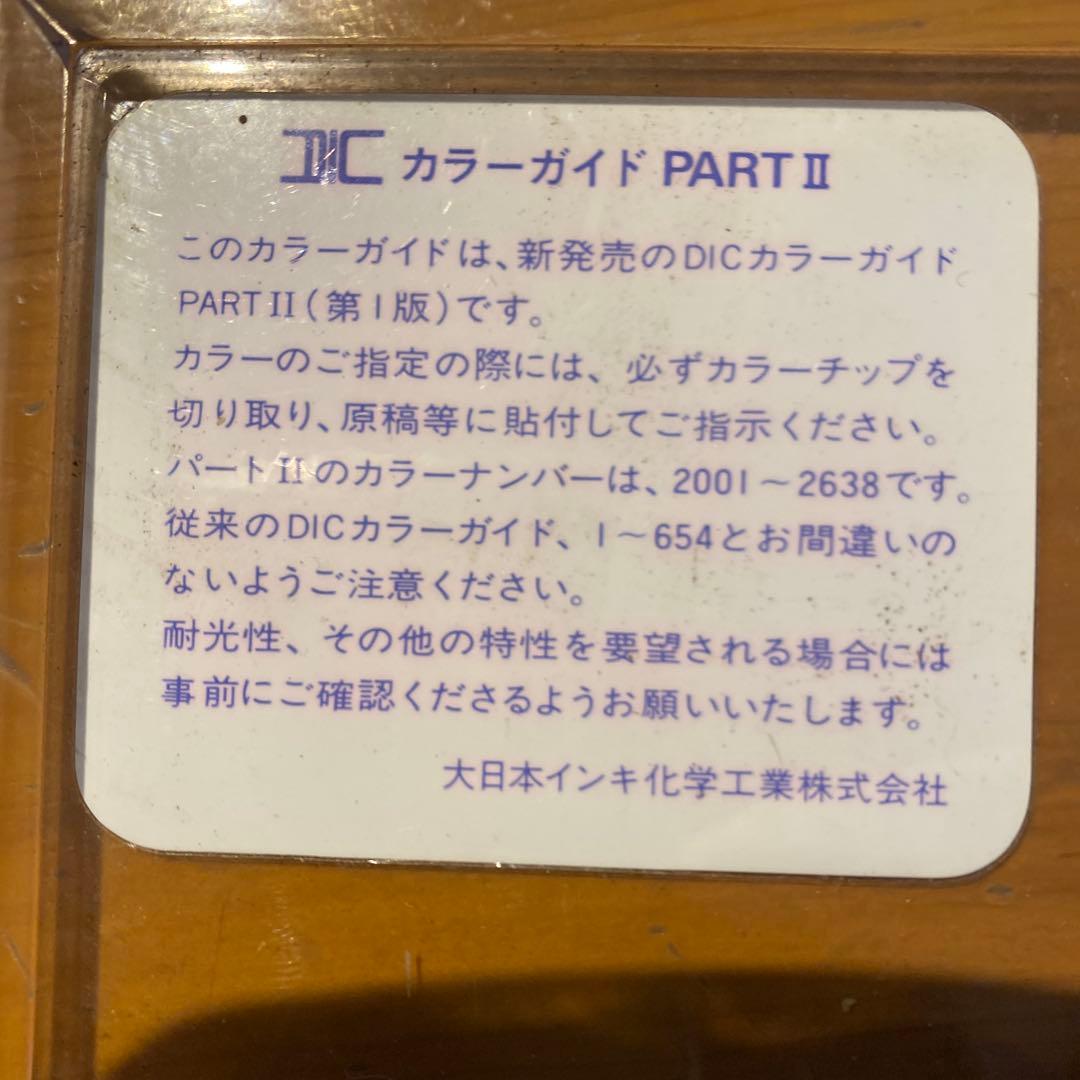 DIC カラーガイド PART II
このカラーガイドは、新発売のDICカラーガイド
PART II (第1版)です。
カラーのご指定の際には、必ずカラーチップを
切り取り、原稿等に貼付してご指示ください。
パートIIのカラーナンバーは、2001～2638です。
従来のDICカラーガイド、1～654とお間違いの
ないようご注意ください。
耐光性、その他の特性を要望される場合には
事前にご確認くださるようお願いいたします。
大日本インキ化学工業株式会社